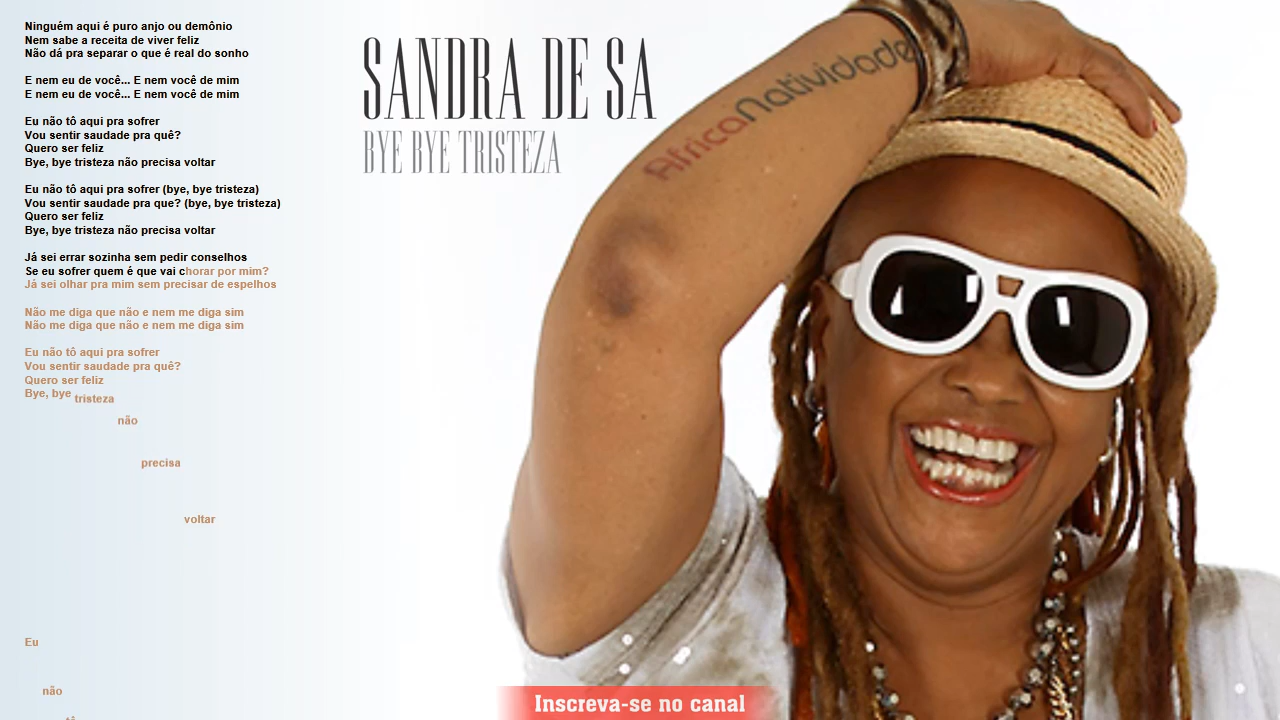 Ninguém aqui é puro anjo ou demônio
Nem sabe a receita de viver feliz
Não dá pra separar o que é real do sonho
E nem eu de você... E nem você de mim
E nem eu de você... E nem você de mim
Eu não tô aqui pra sofrer
Vou sentir saudade pra quê?
Quero ser feliz
Bye, bye tristeza não precisa voltar
Eu não tô aqui pra sofrer (bye, bye tristeza)
Vou sentir saudade pra que? (bye, bye tristeza)
Quero ser feliz
Bye, bye tristeza não precisa voltar
Já sei errar sozinha sem pedir conselhos
Se eu sofrer quem é que vai chorar por mim?
Já sei olhar pra mim sem precisar de espelhos
Não me diga que não e nem me diga sim
Não me diga que não e nem me diga sim
Eu não tô aqui pra sofrer
Vou sentir saudade pra quê?
Quero ser feliz
Bye, bye tristeza
não
precisa
voltar
Eu
não
tô
SANDRA DE SA
BYE BYE TRISTEZA
AfricaNatividade
Inscreva-se no canal